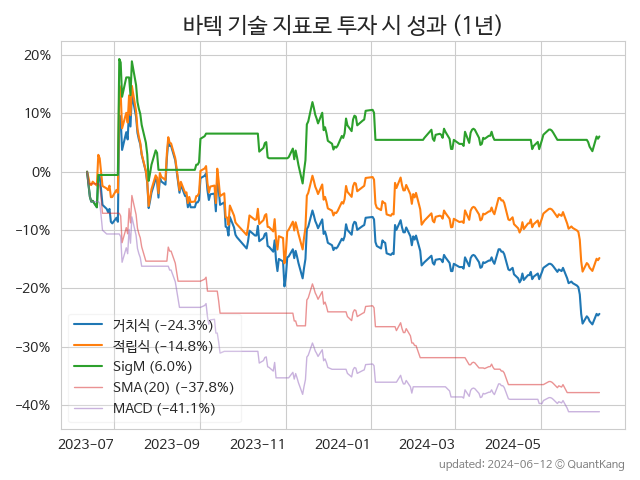 바텍 기술 지표로 투자 시 성과 (1년)
20%
10%
0%
−10%
−20%
−30%
−40%
거치식 (−24.3%)
적립식 (−14.8%)
SigM (6.0%)
SMA(20) (−37.8%)
MACD (−41.1%)
2023-07
2023-09
2023-11
2024-01
2024-03
2024-05
updated: 2024-06-12 © QuantKang